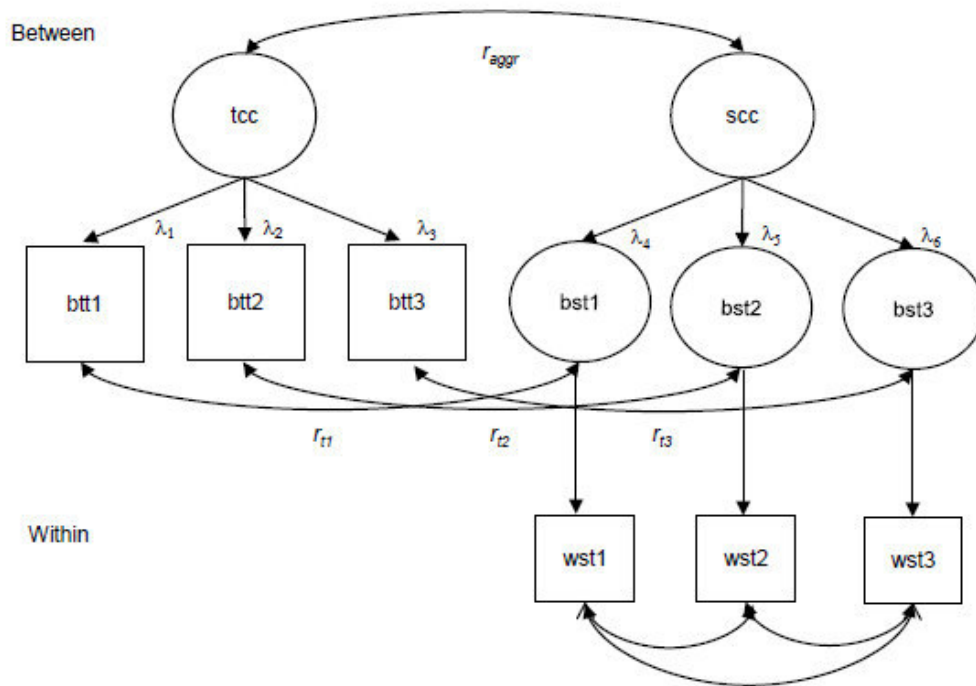 Between
r_aggr
tcc
scc
λ1
λ2
λ3
λ4
λ5
λ6
btt1
btt2
btt3
bst1
bst2
bst3
r_t1
r_t2
r_t3
Within
wst1
wst2
wst3